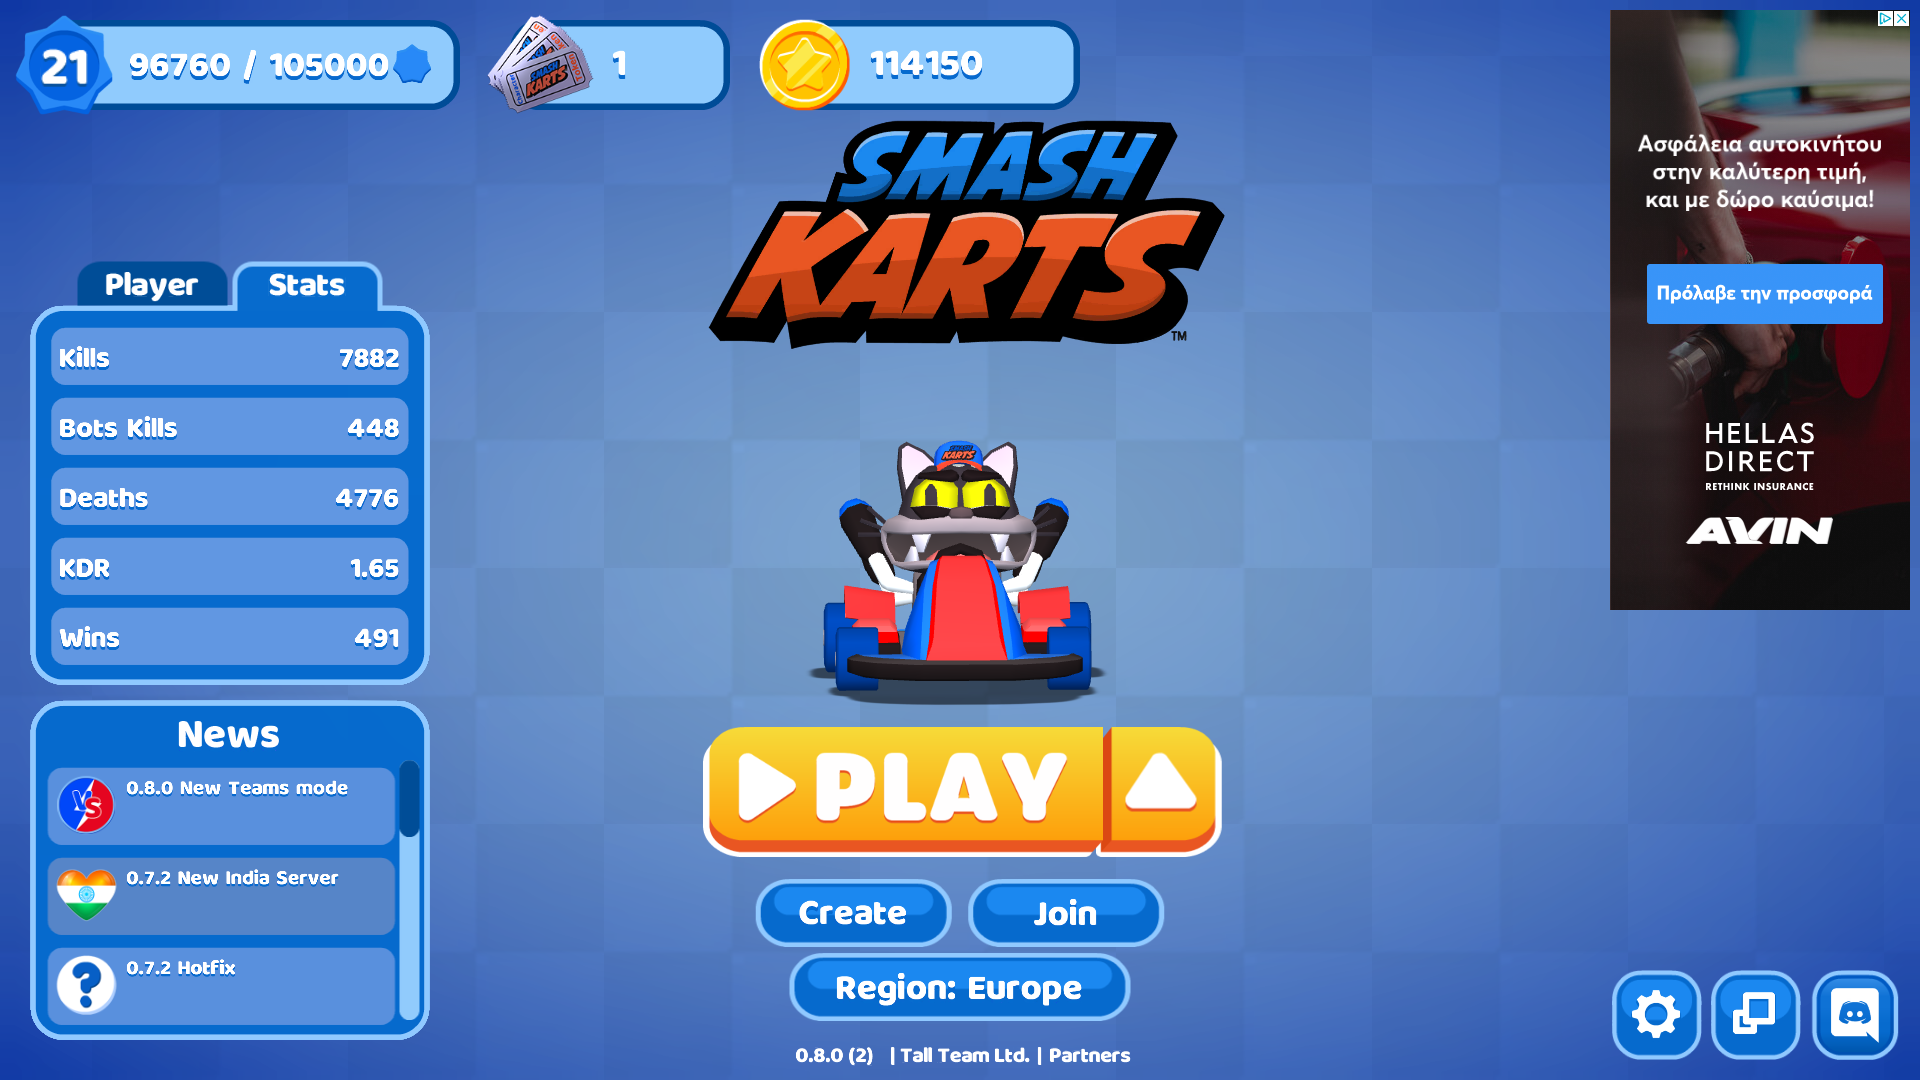 21
96760 / 105000
1
114150
SMASH
KARTS
TM
Player
Stats
Kills 7882
Bots Kills 448
Deaths 4776
KDR 1.65
Wins 491
News
0.8.0 New Teams mode
VS
0.7.2 New India Server
0.7.2 Hotfix
?
KARTS
PLAY
Create
Join
Region: Europe
0.8.0 (2) | Tall Team Ltd. | Partners
Ασφάλεια αυτοκινήτου
στην καλύτερη τιμή,
και με δώρο καύσιμα!
Πρόλαβε την προσφορά
HELLAS
DIRECT
RETHINK INSURANCE
AVIN